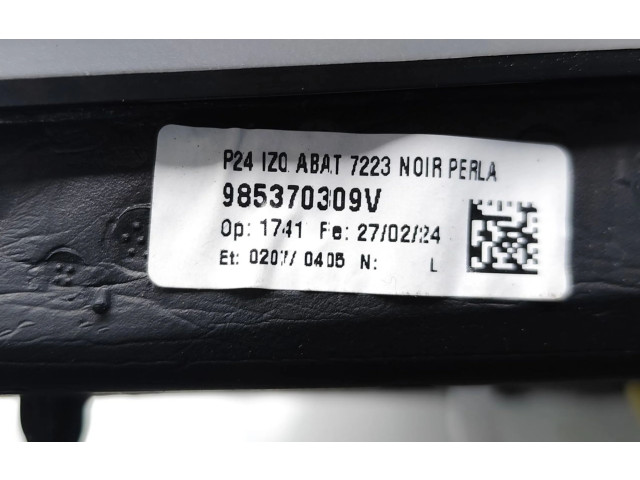 P24 IZQ ABAT 7223 NOIR PERLA
985370309V
Op: 1741 Fe: 27/02/24
Et: 0207/ 0405 N: L